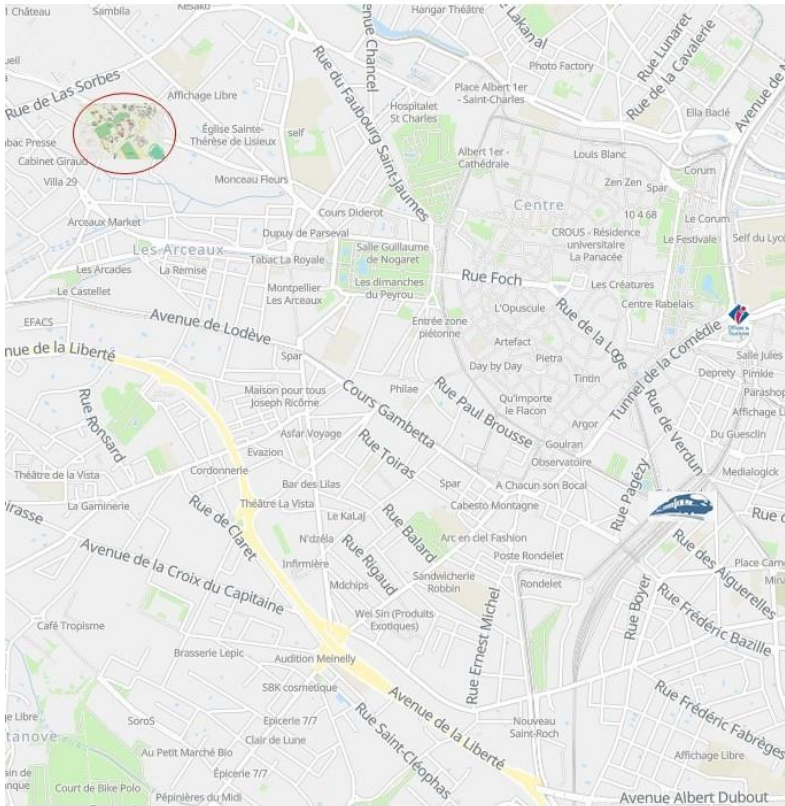 Château
Sambila
Kesako
Hangar Théâtre
Lakanal
Avenue Chancel
Rue Lunaret
Rue de la Cavalerie
Photo Factory
Rue du Faubourg Saint-Jaumes
Rue de Las Sorbes
Affichage Libre
Place Albert 1er
- Saint-Charles
Hospitalet
St Charles
Ella Baclé
Avenue de
Église Sainte-
Thérèse de Lisieux
self
Presse
Cabinet Giraud
Villa 29
Monceau Fleurs
Albert 1er -
Cathédrale
Louis Blanc
Corum
Zen Zen
Spar
Centre
10 4 68
Le Corum
Arceaux Market
Cours Diderot
Dupuy de Parseval
CROUS - Résidence
universitaire
La Panacée
Le Festivale
Self du Lyc
Les Arceaux
Salle Guillaume
de Nogaret
Tabac La Royale
Les Arcades
La Remise
Rue Foch
Le Castellet
Montpellier
Les Arceaux
Les dimanches
du Peyrou
Les Créatures
Centre Rabelais
L'Opuscule
Rue de la Loge
EFACS
Avenue de Lodève
Entrée zone
piétonne
Artefact
Pietra
Day by Day
Tunnel de la Comédie
Salle Jules
Avenue de la Liberté
Spar
Deprety
Pimkie
Parashop
Maison pour tous
Joseph Ricôme
Philae
Tintin
Qu'importe
le Flacon
Rue Paul Brousse
Cours Gambetta
Argor
Affichage Li
Rue de Verdun
Du Guesclin
Rue Ronsard
Asfar Voyage
Evazion
Rue Toiras
Gouiran
Observatoire
Théâtre de la Vista
Cordonnerie
Bar des Lilas
Spar
A Chacun son Bocal
Medialogick
Rue Pagézy
La Gaminerie
Théâtre La Vista
Cabesto Montagne
Rue de Claret
Le KaLaJ
Rue Balard
Arc en ciel Fashion
N'dzéla
Poste Rondelet
Rue des Aiguerelles
Avenue de la Croix du Capitaine
Infirmière
Rue Rigaud
Mdchips
Sandwicherie
Robbin
Rondelet
Rue Boyer
Rue Frédéric Bazille
Café Tropisme
Wei Sin (Produits
Exotiques)
Rue Ernest Michel
Brasserie Lepic
Audition Meinelly
SBK cosmetique
Avenue de la Liberté
Rue Frédéric Fabrèges
SoroS
Epicerie 7/7
Clair de Lune
Rue Saint-Cléophas
Nouveau
Saint-Roch
Au Petit Marché Bio
Épicerie 7/7
Affichage Libre
Court de Bike Polo
Pépinières du Midi
Avenue Albert Dubout